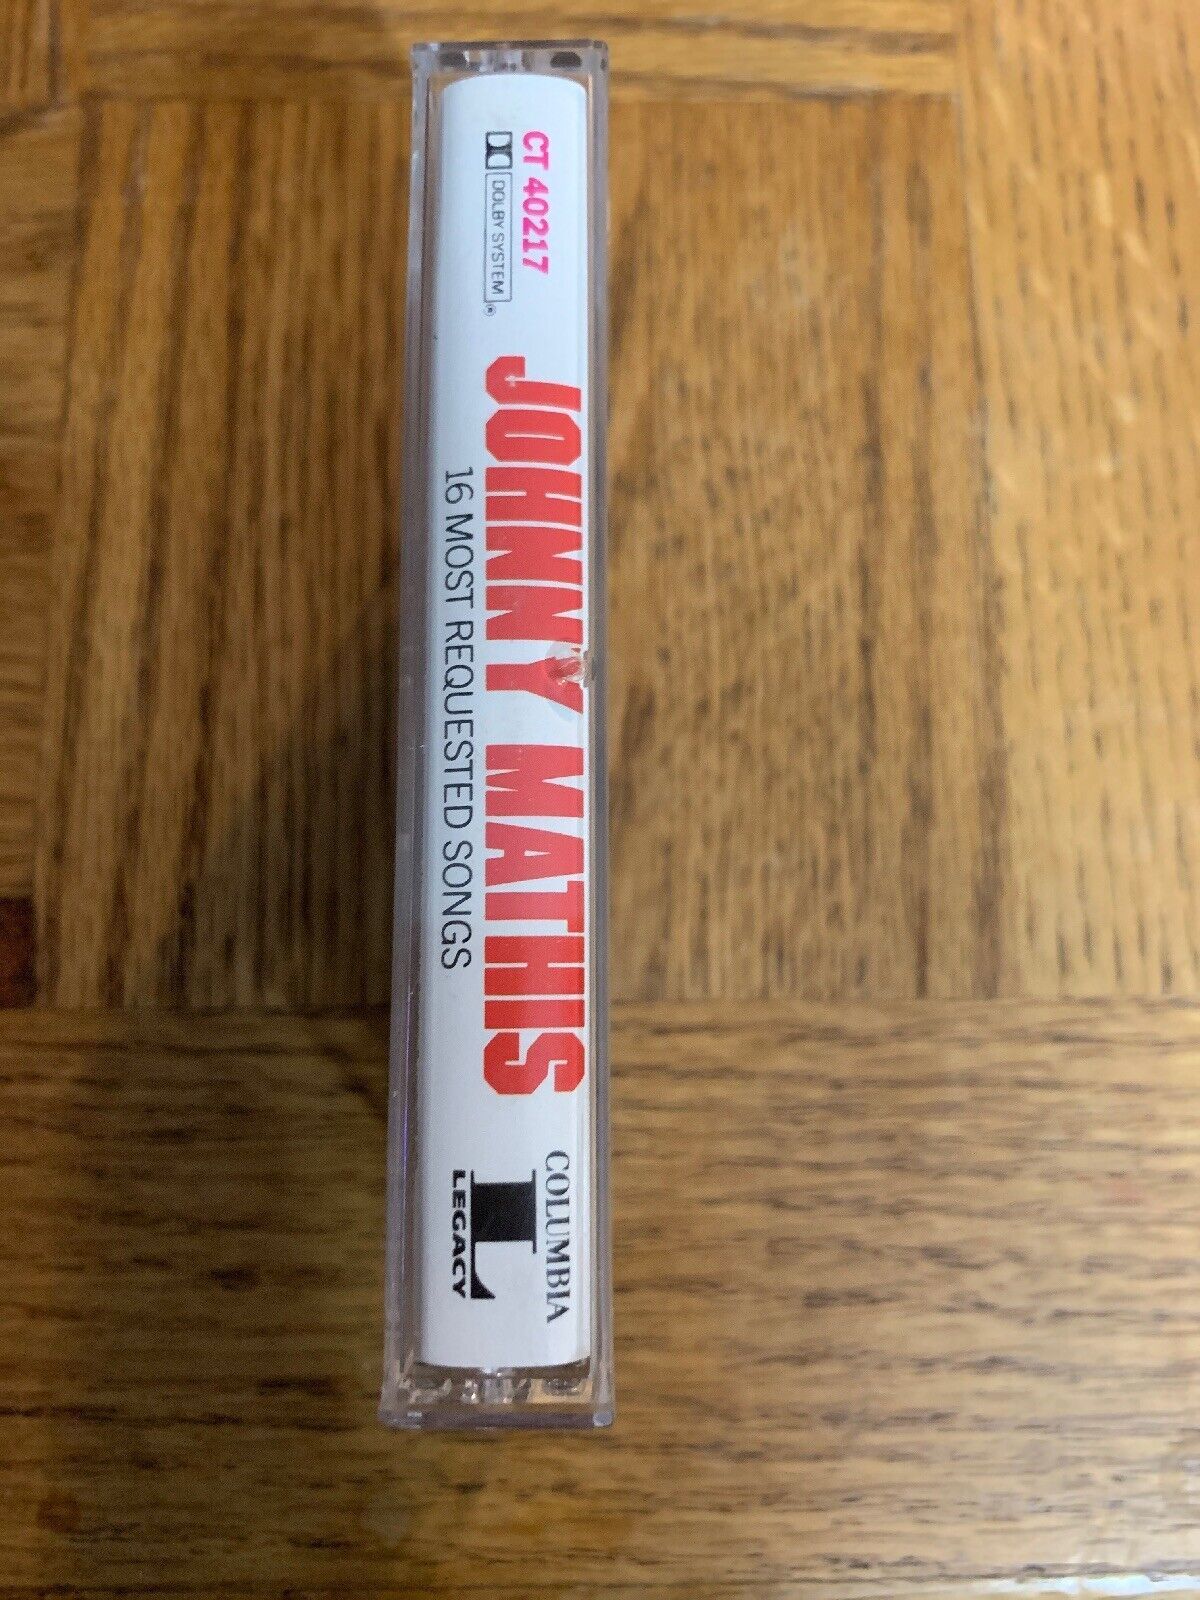 CT 40217
DOLBY SYSTEM®
JOHNNY MATHIS
16 MOST REQUESTED SONGS
COLUMBIA
L
LEGACY